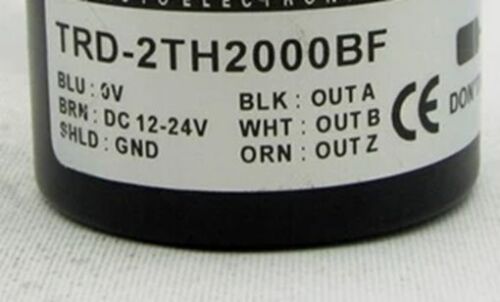 TRD-2TH2000BF
BLU : 0V
BRN : DC 12-24V
SHLD : GND
BLK : OUT A
WHT : OUT B
ORN : OUT Z
CE